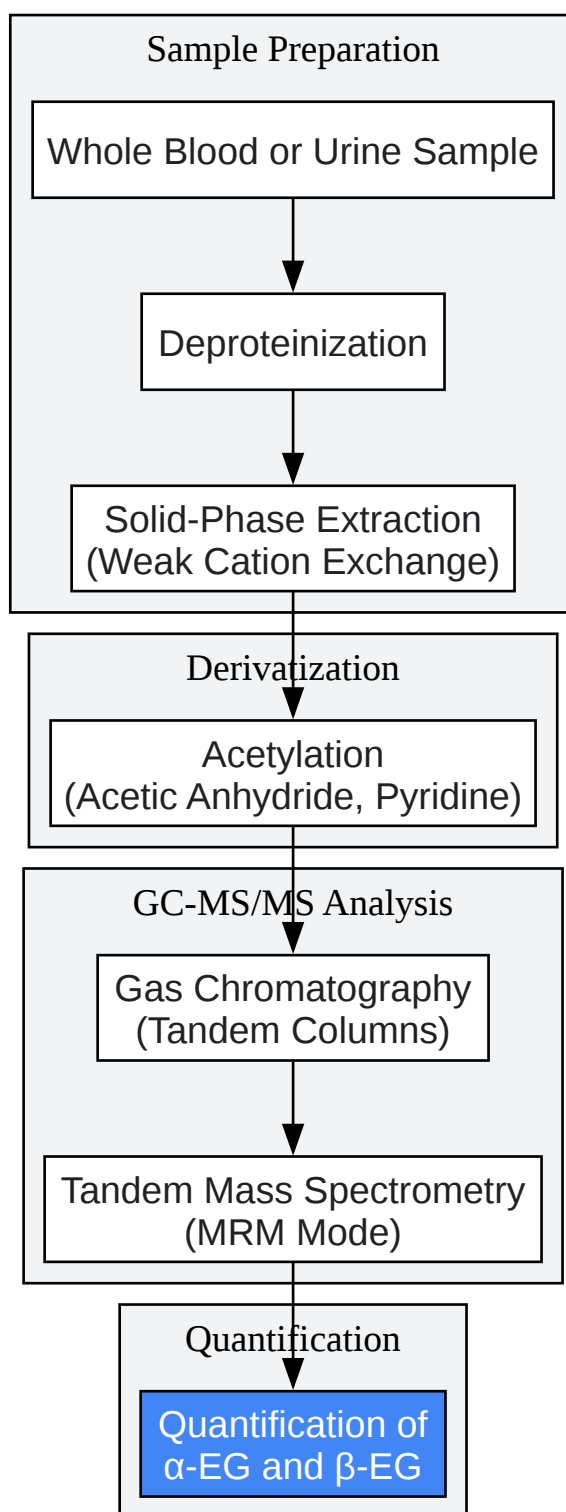 Sample Preparation
Whole Blood or Urine Sample
Deproteinization
Solid-Phase Extraction
(Weak Cation Exchange)
Derivatization
Acetylation
(Acetic Anhydride, Pyridine)
GC-MS/MS Analysis
Gas Chromatography
(Tandem Columns)
Tandem Mass Spectrometry
(MRM Mode)
Quantification
Quantification of
α-EG and β-EG